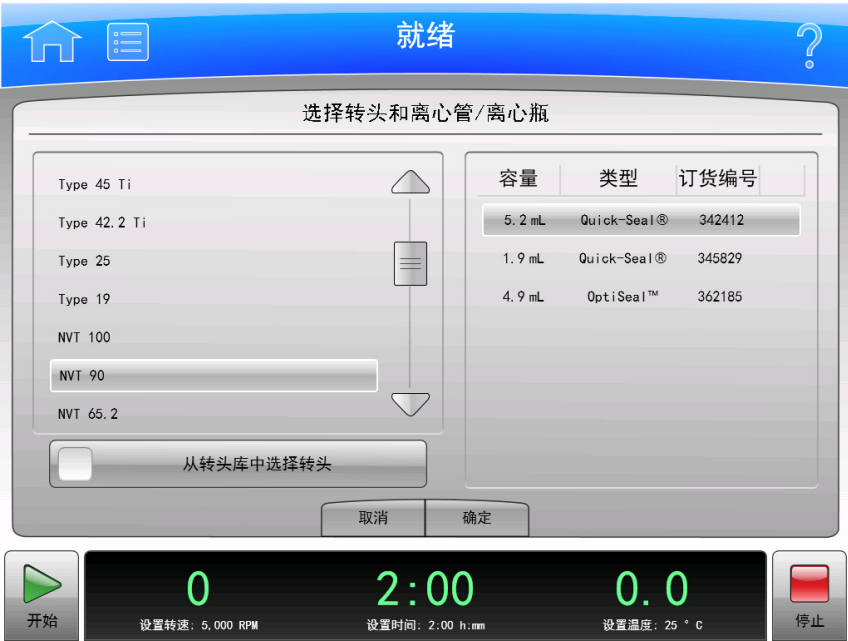 就绪
选择转头和离心管/离心瓶
Type 45 Ti
Type 42.2 Ti
Type 25
Type 19
NVT 100
NVT 90
NVT 65.2
从转头库中选择转头
容量 类型 订货编号
5.2 mL Quick-Seal® 342412
1.9 mL Quick-Seal® 345829
4.9 mL OptiSeal™ 362185
取消 确定
开始
0 2:00 0.0
设置转速: 5,000 RPM 设置时间: 2:00 h:mm 设置温度: 25 ° C
停止